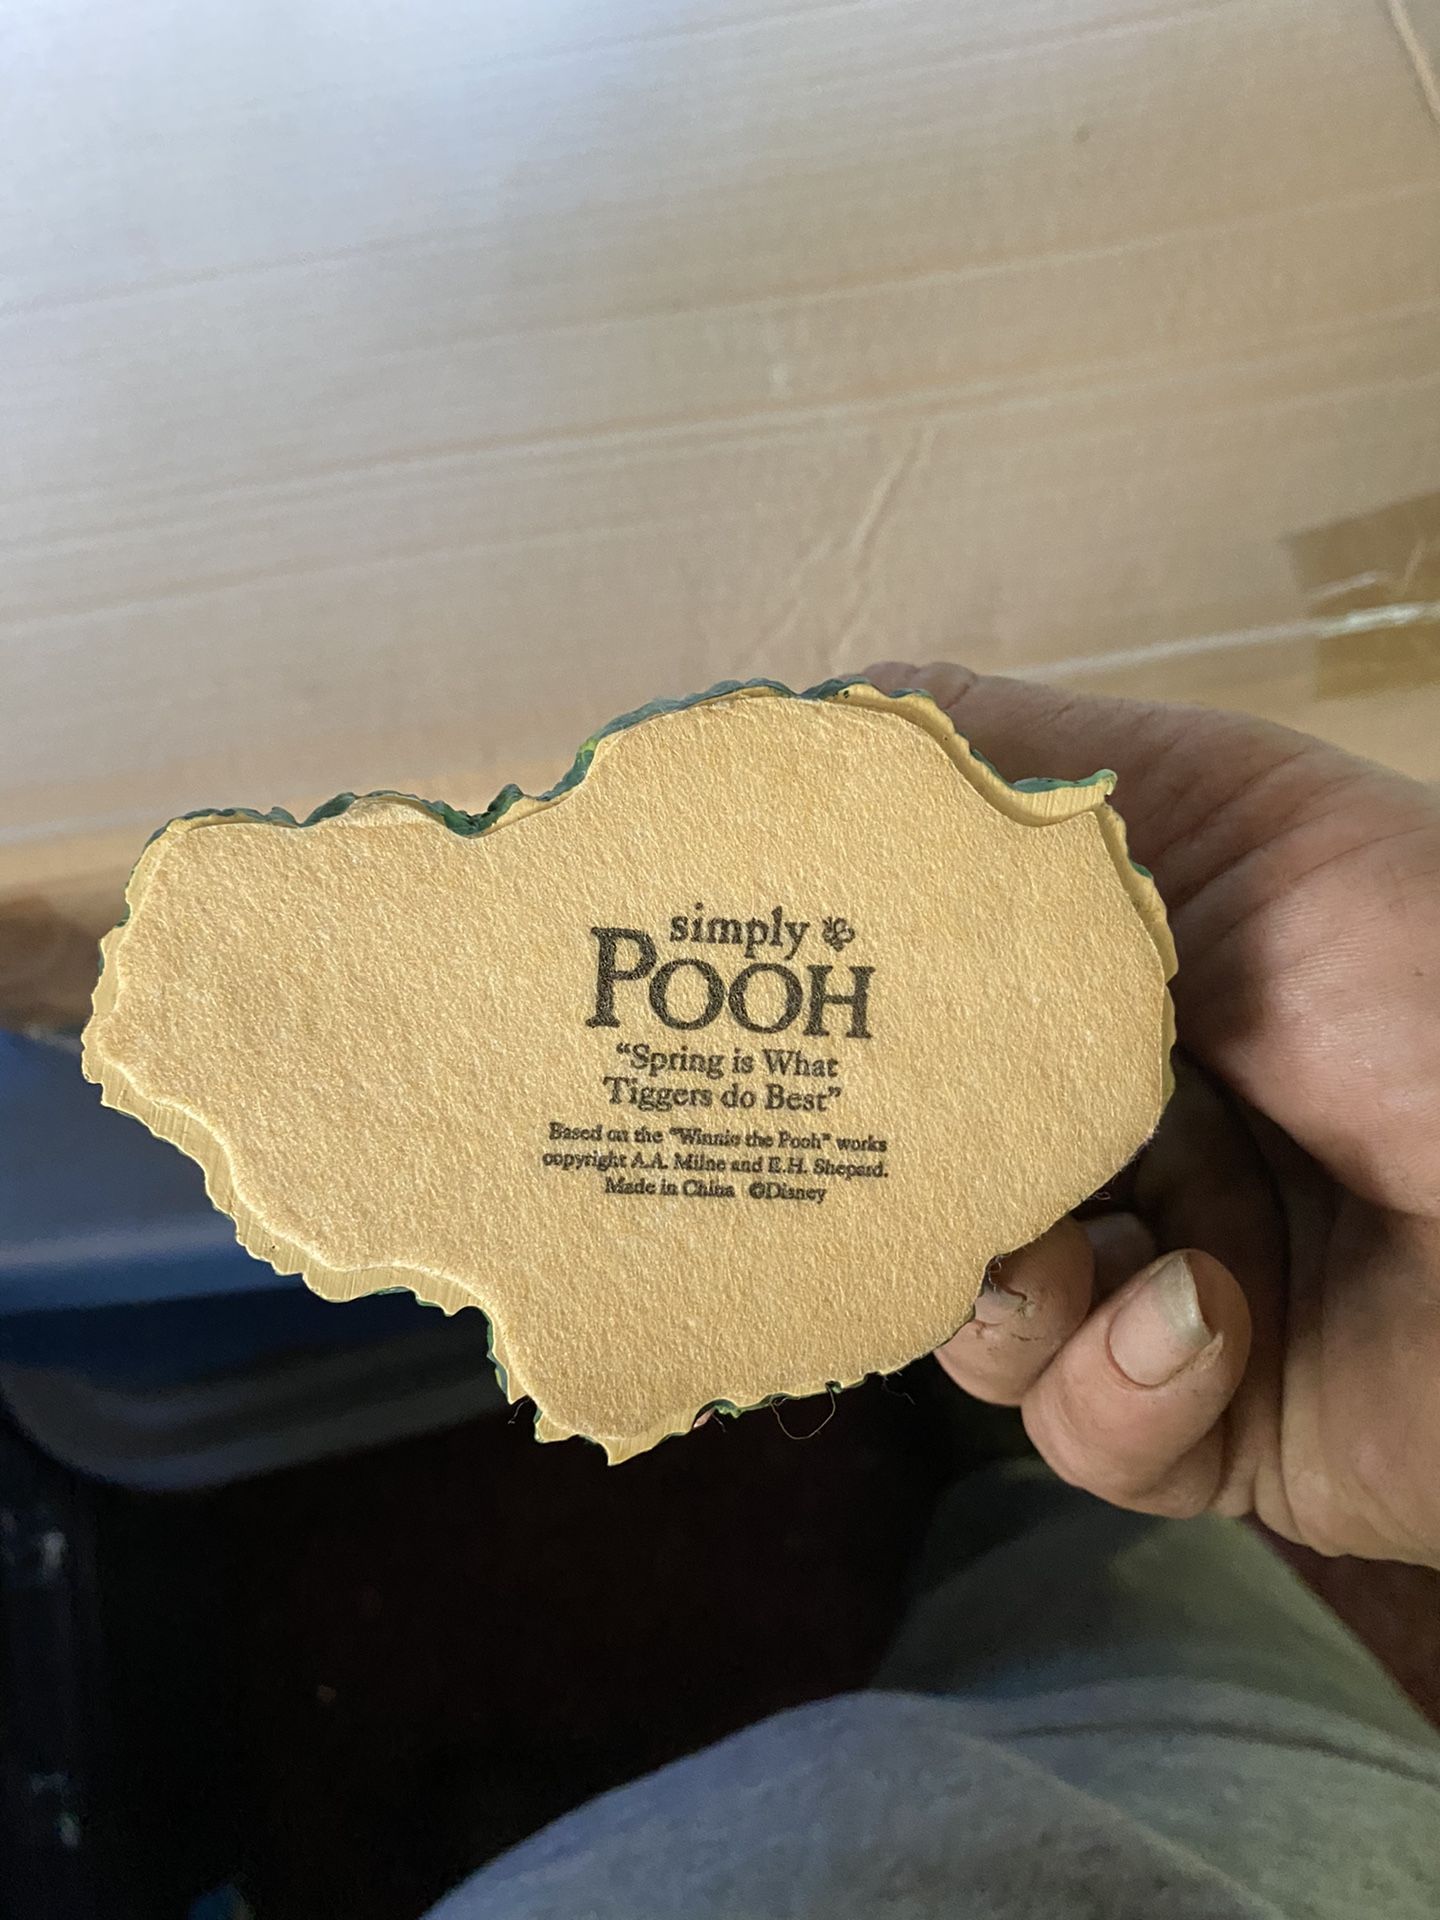 simply
POOH
"Spring is What
Tiggers do Best"
Based on the "Winnie the Pooh" works
copyright A.A. Milne and E.H. Shepard.
Made in China ©Disney